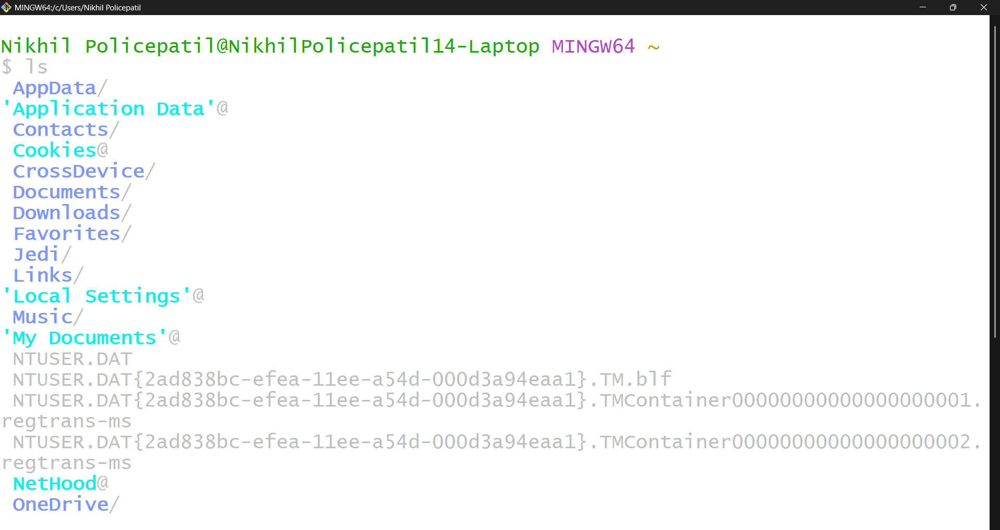 MINGW64:/c/Users/Nikhil Policepatil
Nikhil Policepatil@NikhilPolicepatil14-Laptop MINGW64 ~
$ ls
AppData/
'Application Data'@
Contacts/
Cookies@
CrossDevice/
Documents/
Downloads/
Favorites/
Jedi/
Links/
'Local Settings'@
Music/
'My Documents'@
NTUSER.DAT
NTUSER.DAT{2ad838bc-efea-11ee-a54d-000d3a94eaa1}.TM.blf
NTUSER.DAT{2ad838bc-efea-11ee-a54d-000d3a94eaa1}.TMContainer00000000000000000001.
regtrans-ms
NTUSER.DAT{2ad838bc-efea-11ee-a54d-000d3a94eaa1}.TMContainer00000000000000000002.
regtrans-ms
NetHood@
OneDrive/